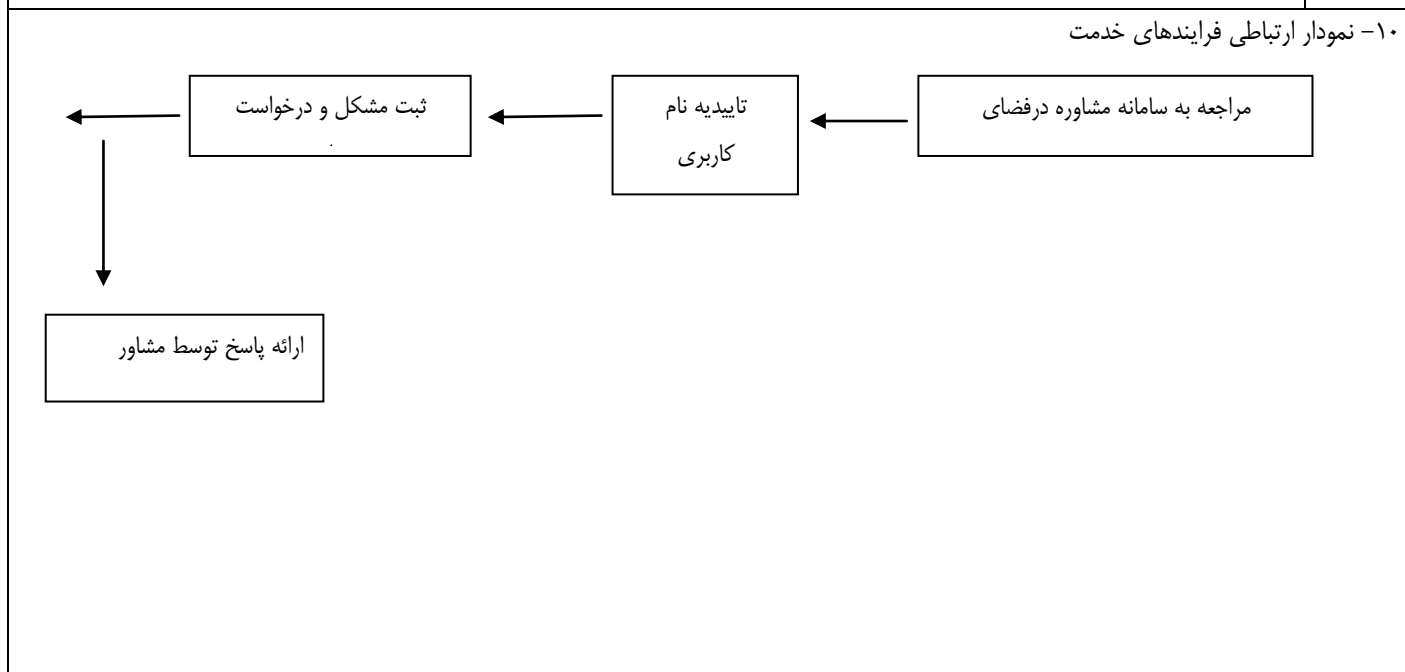 ۱۰- نمودار ارتباطی فرایندهای خدمت
مراجعه به سامانه مشاوره درفضای
تاییدیه نام
کاربری
ثبت مشکل و درخواست
ارائه پاسخ توسط مشاور